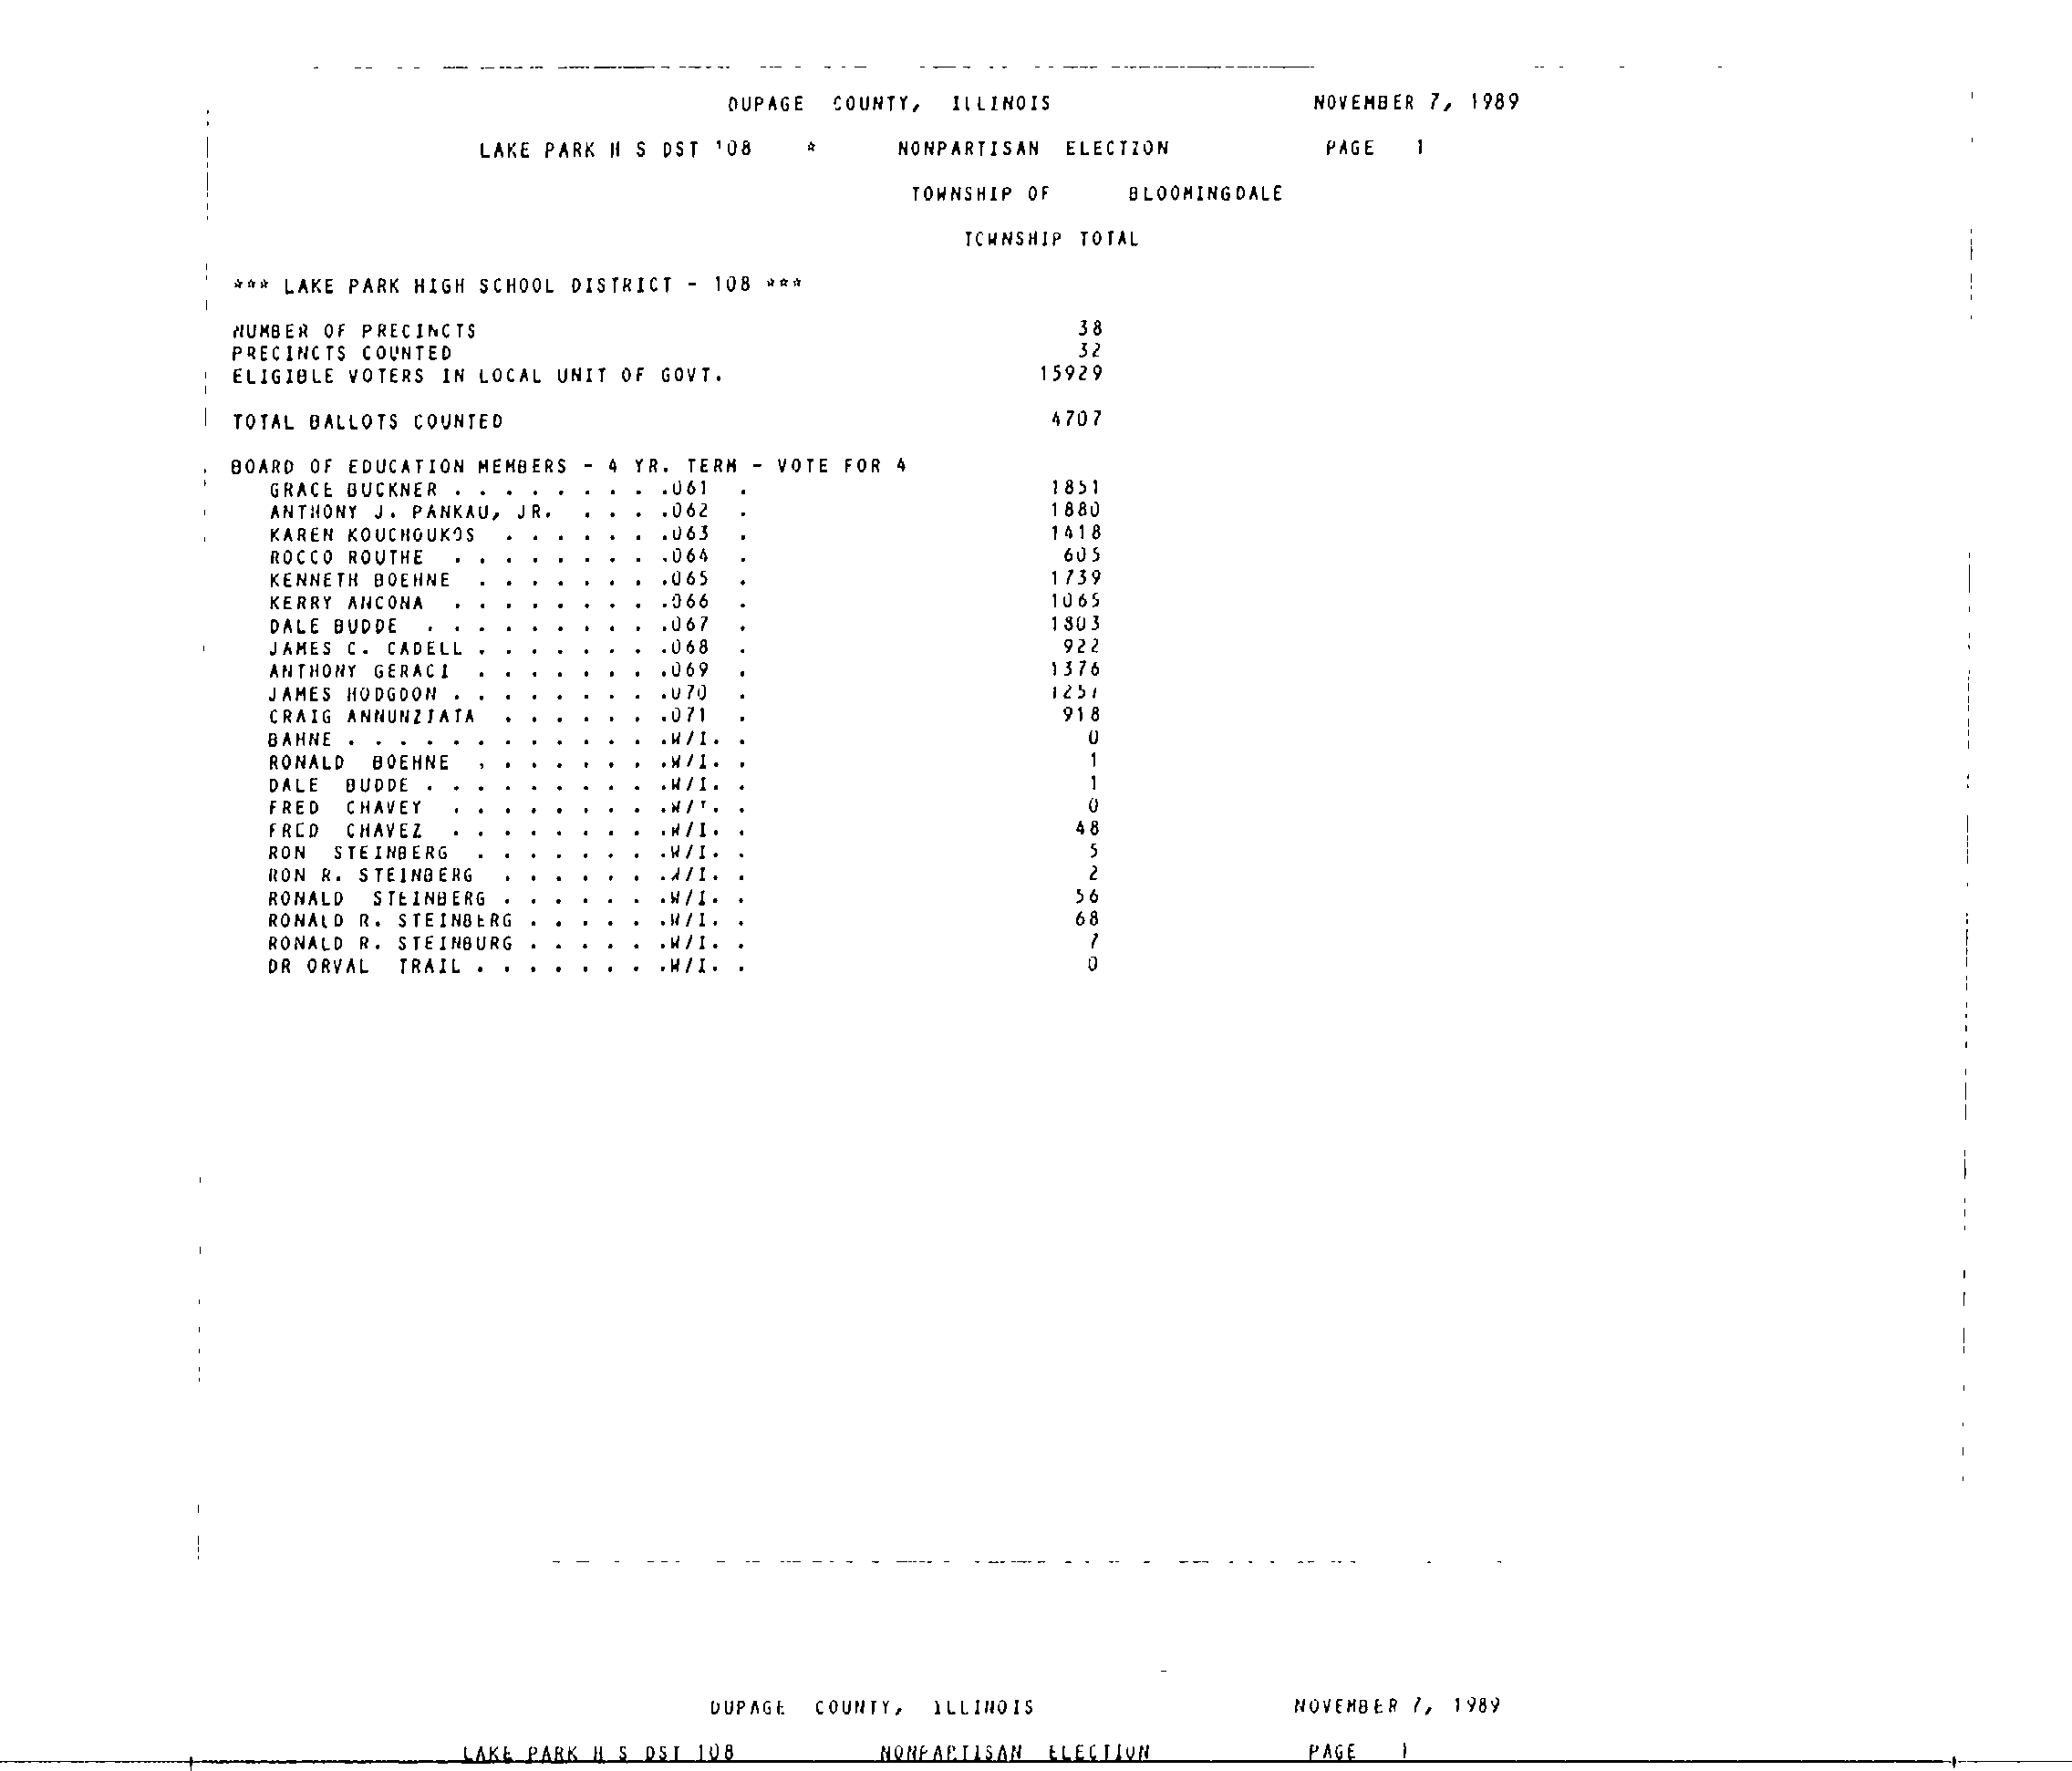 DUPAGE COUNTY, ILLINOIS NOVEMBER 7, 1989
LAKE PARK H S DST 108 * NONPARTISAN ELECTION PAGE 1
TOWNSHIP OF BLOOMINGDALE
TOWNSHIP TOTAL
*** LAKE PARK HIGH SCHOOL DISTRICT - 108 ***
NUMBER OF PRECINCTS 38
PRECINCTS COUNTED 32
ELIGIBLE VOTERS IN LOCAL UNIT OF GOVT. 15929
TOTAL BALLOTS COUNTED 4707
BOARD OF EDUCATION MEMBERS - 4 YR. TERM - VOTE FOR 4
GRACE BUCKNER . . . . . . . . .061 . 1851
ANTHONY J. PANKAU, JR. . . . .062 . 1880
KAREN KOUCHOUKOS . . . . . . .063 . 1418
ROCCO ROUTHE . . . . . . . . .064 . 605
KENNETH BOEHNE . . . . . . . .065 . 1739
KERRY ANCONA . . . . . . . . .066 . 1065
DALE BUDDE . . . . . . . . . .067 . 1803
JAMES C. CADELL . . . . . . . .068 . 922
ANTHONY GERACI . . . . . . . .069 . 1376
JAMES HODGDON . . . . . . . . .070 . 1257
CRAIG ANNUNZIATA . . . . . . .071 . 918
BAHNE . . . . . . . . . . . . .W/I. . 0
RONALD BOEHNE . . . . . . . .W/I. . 1
DALE BUDDE . . . . . . . . . .W/I. . 1
FRED CHAVEY . . . . . . . . .W/I. . 0
FRED CHAVEZ . . . . . . . . .W/I. . 48
RON STEINBERG . . . . . . . .W/I. . 5
RON R. STEINBERG . . . . . . .W/I. . 2
RONALD STEINBERG . . . . . . .W/I. . 56
RONALD R. STEINBERG . . . . . .W/I. . 68
RONALD R. STEINBURG . . . . . .W/I. . 7
DR ORVAL TRAIL . . . . . . . .W/I. . 0
DUPAGE COUNTY, ILLINOIS NOVEMBER 7, 1989
LAKE PARK H S DST 108 NONPARTISAN ELECTION PAGE 1